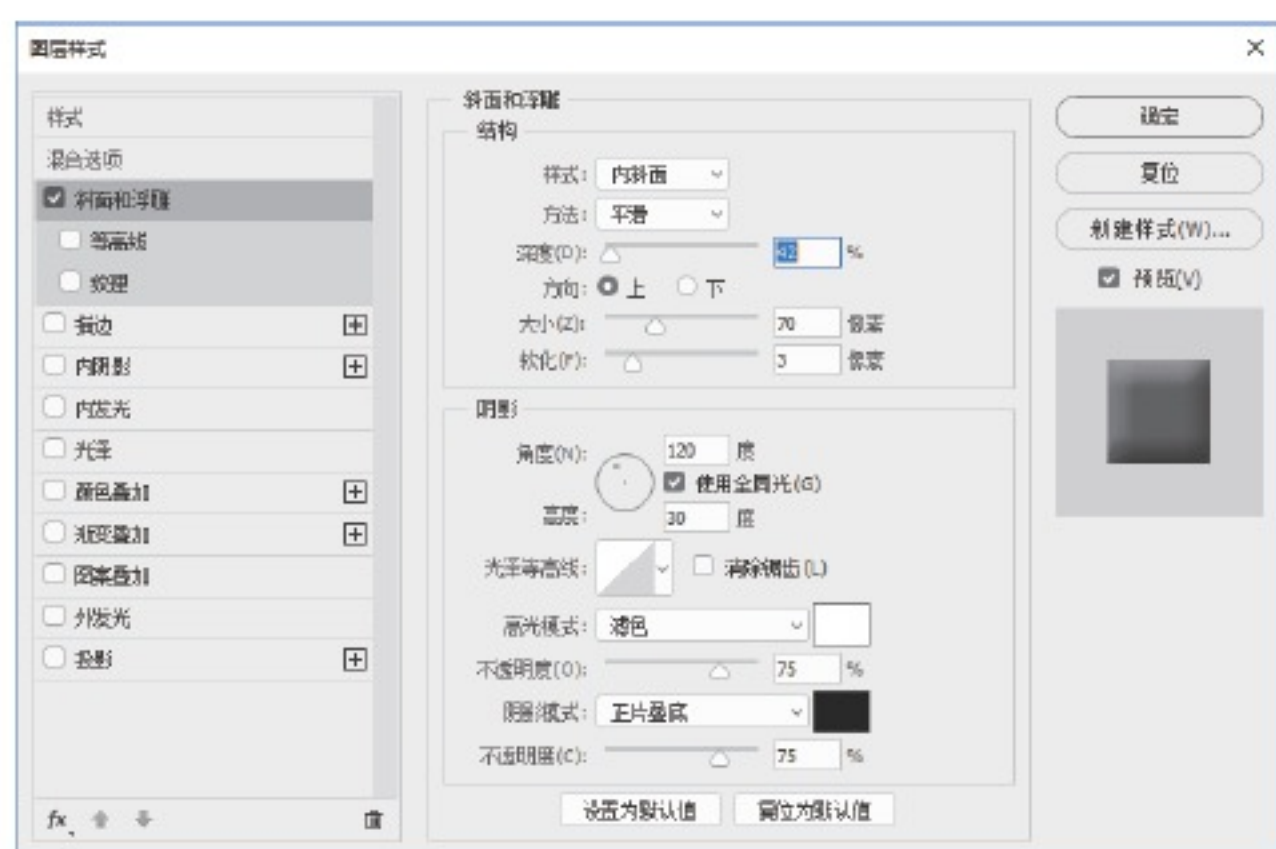 图层样式
样式
混合选项
斜面和浮雕
等高线
纹理
描边
内阴影
内发光
光泽
颜色叠加
渐变叠加
图案叠加
外发光
投影
fx
斜面和浮雕
结构
样式: 内斜面
方法: 平滑
深度(D): 42 %
方向: 上 下
大小(Z): 70 像素
软化(F): 3 像素
阴影
角度(N): 120 度
使用全局光(G)
高度: 30 度
光泽等高线: 消除锯齿(L)
高光模式: 滤色
不透明度(O): 75 %
阴影模式: 正片叠底
不透明度(C): 75 %
设置为默认值 复位为默认值
确定
复位
新建样式(W)...
预览(V)